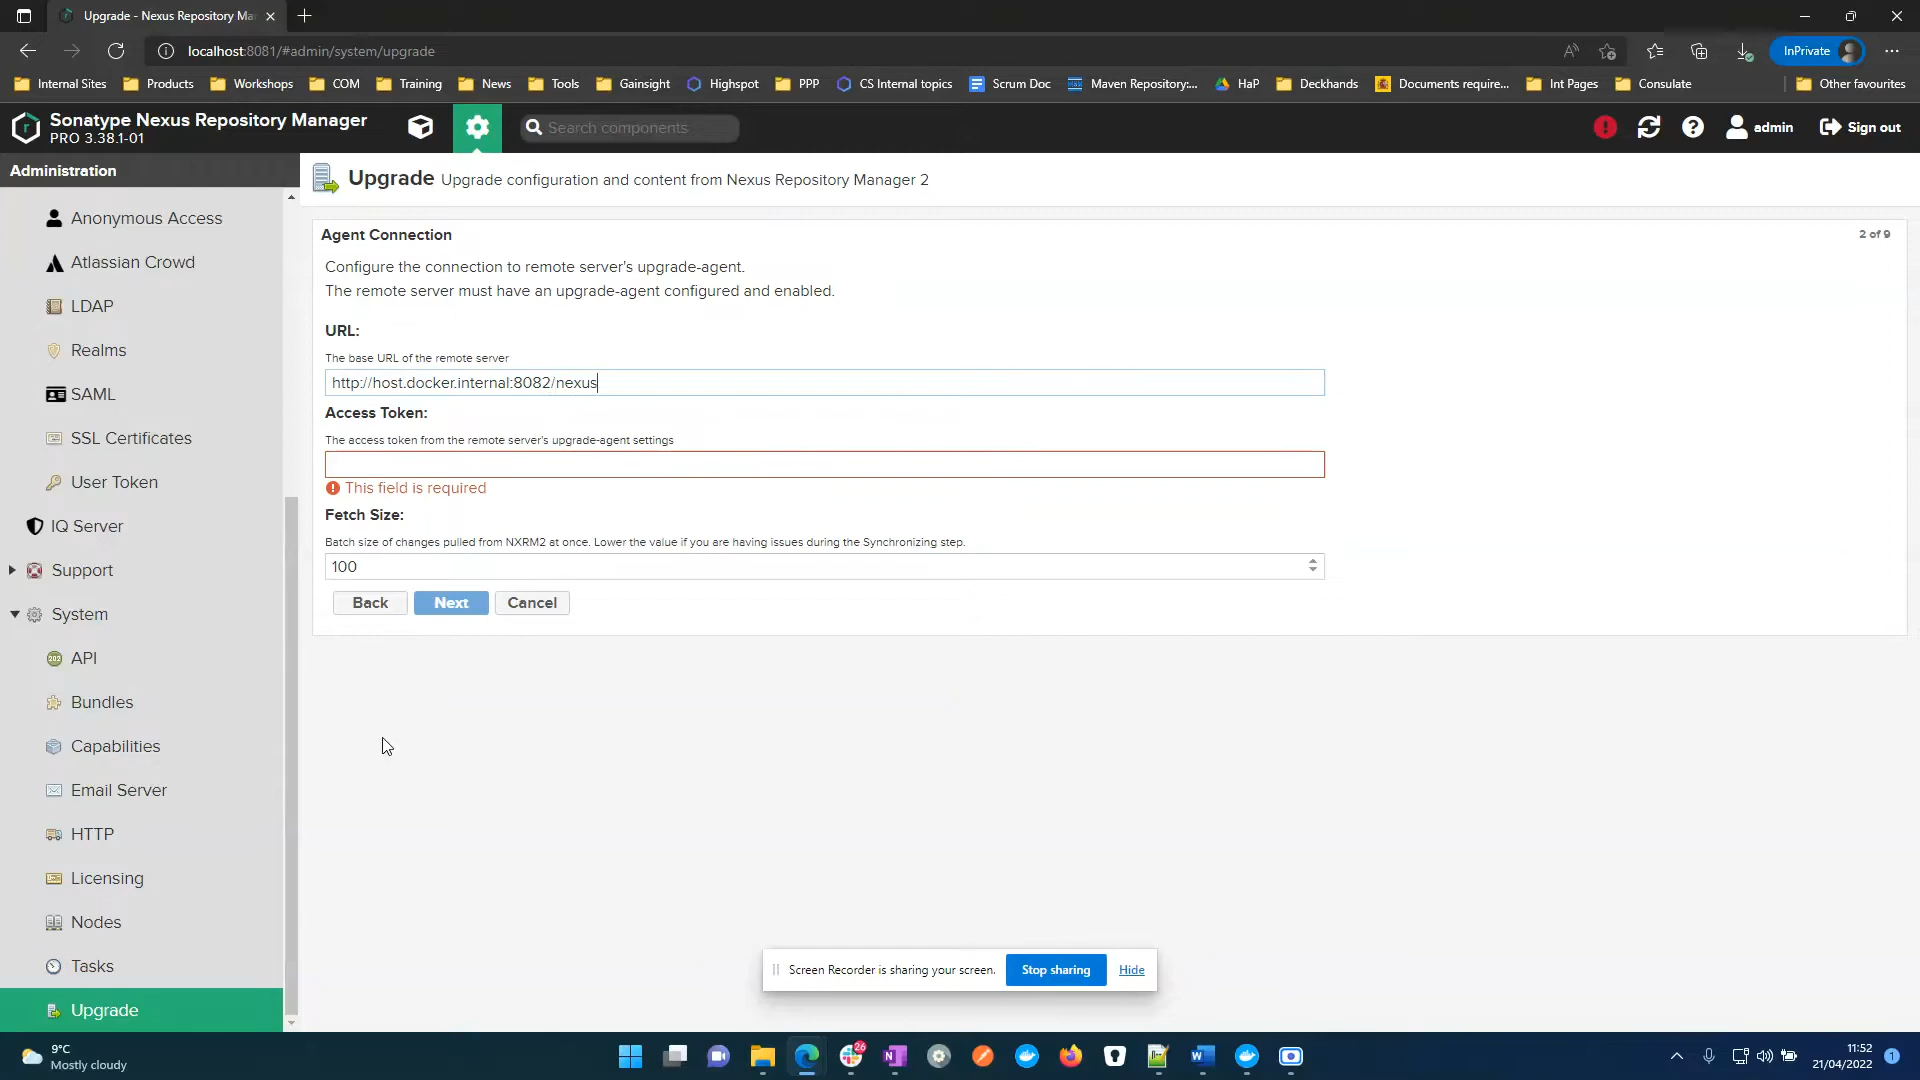 Upgrade - Nexus Repository Ma
localhost:8081/#admin/system/upgrade
InPrivate
Internal Sites
Products
Workshops
COM
Training
News
Tools
Gainsight
Highspot
PPP
CS Internal topics
Scrum Doc
Maven Repository:...
HaP
Deckhands
Documents require...
Int Pages
Consulate
Other favourites
Sonatype Nexus Repository Manager
PRO 3.38.1-01
Search components
admin
Sign out
Administration
Anonymous Access
Atlassian Crowd
LDAP
Realms
SAML
SSL Certificates
User Token
IQ Server
Support
System
API
Bundles
Capabilities
Email Server
HTTP
Licensing
Nodes
Tasks
Upgrade
Upgrade Upgrade configuration and content from Nexus Repository Manager 2
Agent Connection
2 of 9
Configure the connection to remote server's upgrade-agent.
The remote server must have an upgrade-agent configured and enabled.
URL:
The base URL of the remote server
http://host.docker.internal:8082/nexus
Access Token:
The access token from the remote server's upgrade-agent settings
This field is required
Fetch Size:
Batch size of changes pulled from NXRM2 at once. Lower the value if you are having issues during the Synchronizing step.
100
Back
Next
Cancel
Screen Recorder is sharing your screen.
Stop sharing
Hide
9°C
Mostly cloudy
26
11:52
21/04/2022
1